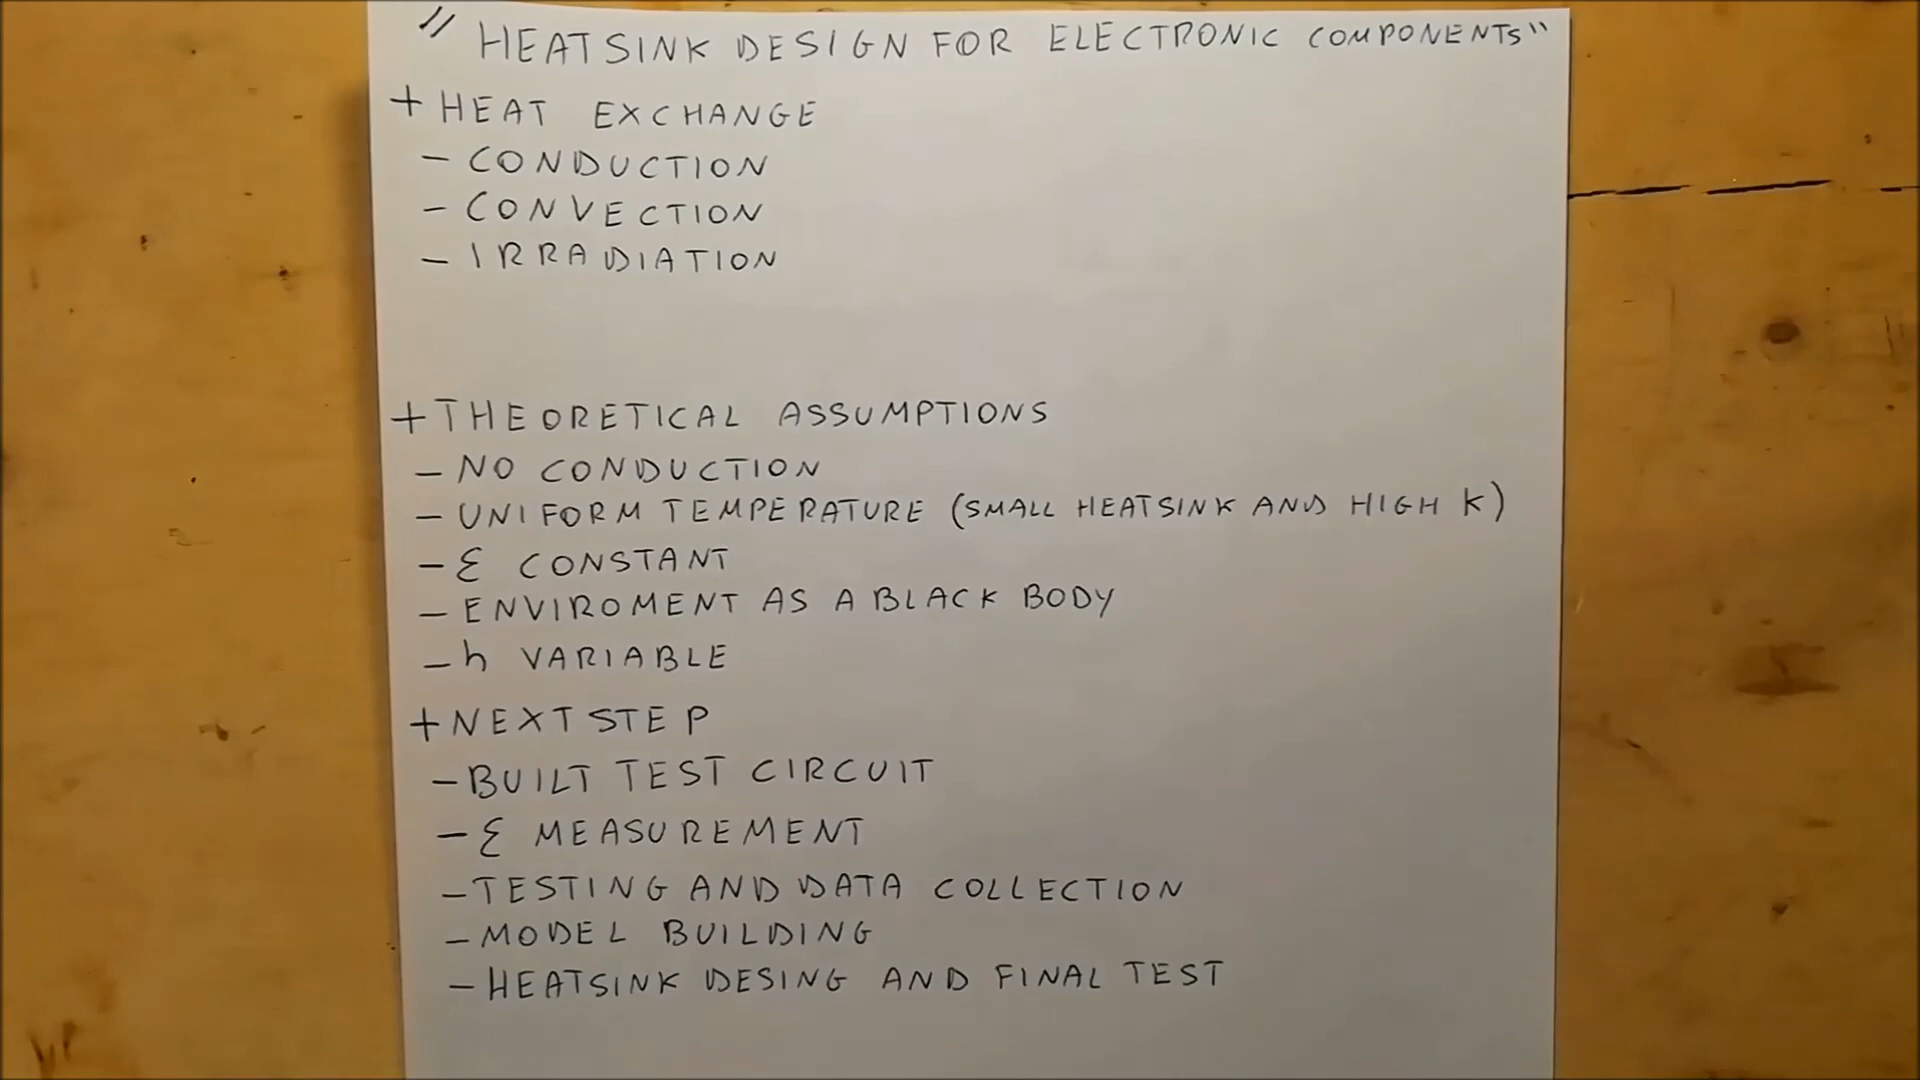 " HEATSINK DESIGN FOR ELECTRONIC COMPONENTS"
+ HEAT EXCHANGE
- CONDUCTION
- CONVECTION
- IRRADIATION
+ THEORETICAL ASSUMPTIONS
- NO CONDUCTION
- UNIFORM TEMPERATURE (SMALL HEATSINK AND HIGH K)
- ε CONSTANT
- ENVIROMENT AS A BLACK BODY
- h VARIABLE
+ NEXT STEP
- BUILT TEST CIRCUIT
- ε MEASUREMENT
- TESTING AND DATA COLLECTION
- MODEL BUILDING
- HEATSINK DESING AND FINAL TEST